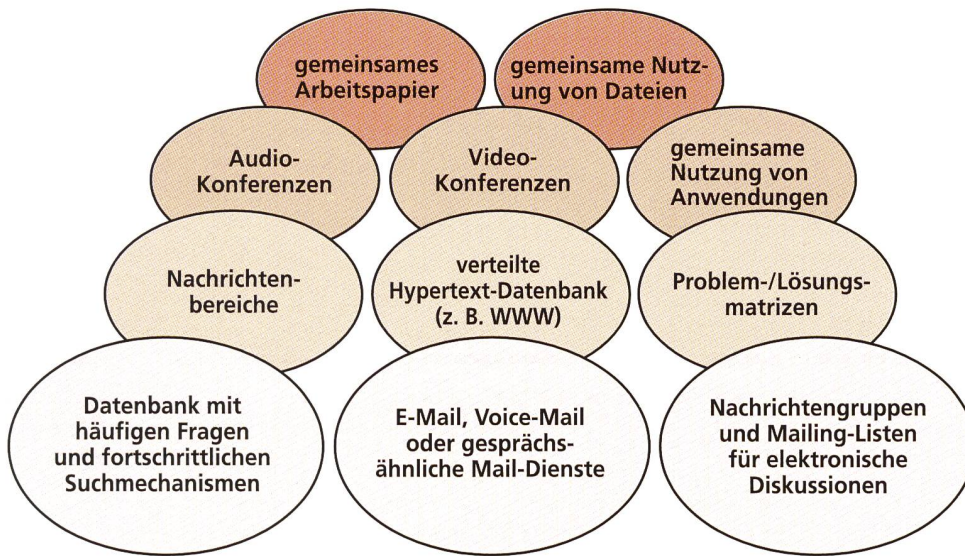 gemeinsames
Arbeitspapier
gemeinsame Nutz-
ung von Dateien
Audio-
Konferenzen
Video-
Konferenzen
gemeinsame
Nutzung von
Anwendungen
Nachrichten-
bereiche
verteilte
Hypertext-Datenbank
(z. B. WWW)
Problem-/Lösungs-
matrizen
Datenbank mit
häufigen Fragen
und fortschrittlichen
Suchmechanismen
E-Mail, Voice-Mail
oder gesprächs-
ähnliche Mail-Dienste
Nachrichtengruppen
und Mailing-Listen
für elektronische
Diskussionen